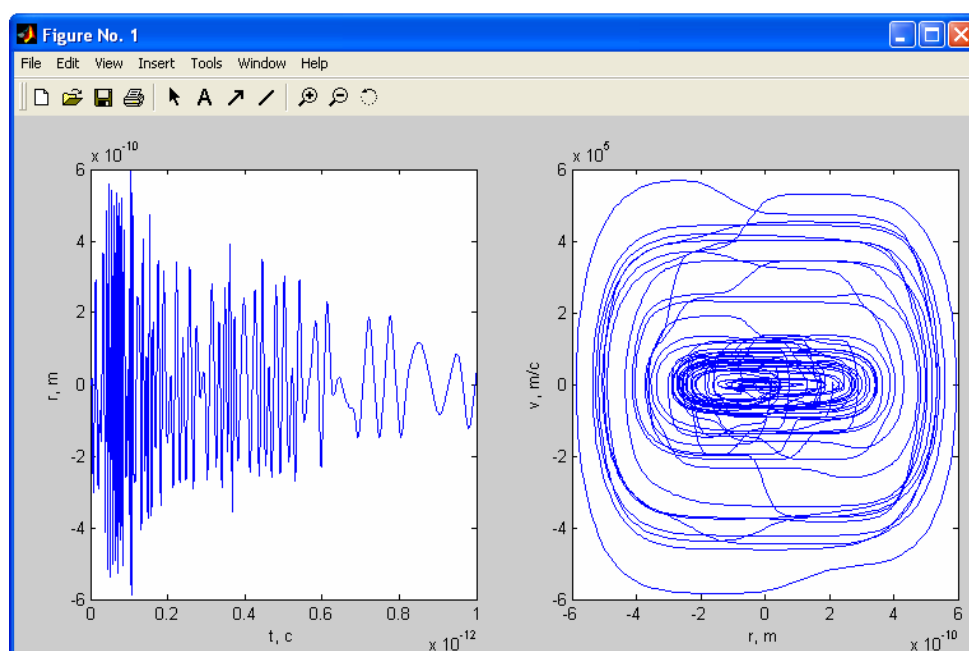 Figure No. 1
File Edit View Insert Tools Window Help
x 10^-10
6
4
2
0
-2
-4
-6
r, m
0 0.2 0.4 0.6 0.8 1
t, c
x 10^-12
x 10^5
6
4
2
0
-2
-4
-6
v, m/c
-6 -4 -2 0 2 4 6
r, m
x 10^-10